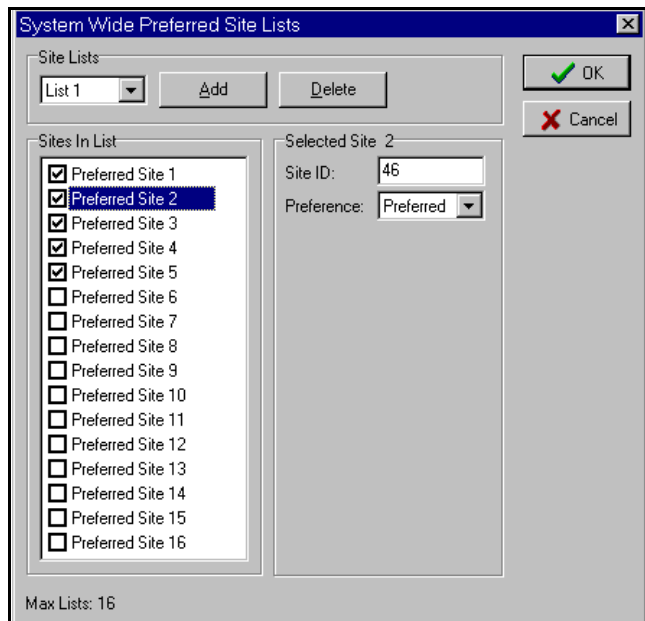 System Wide Preferred Site Lists
Site Lists
List 1
Add
Delete
OK
Cancel
Sites In List
Preferred Site 1
Preferred Site 2
Preferred Site 3
Preferred Site 4
Preferred Site 5
Preferred Site 6
Preferred Site 7
Preferred Site 8
Preferred Site 9
Preferred Site 10
Preferred Site 11
Preferred Site 12
Preferred Site 13
Preferred Site 14
Preferred Site 15
Preferred Site 16
Selected Site 2
Site ID: 46
Preference: Preferred
Max Lists: 16